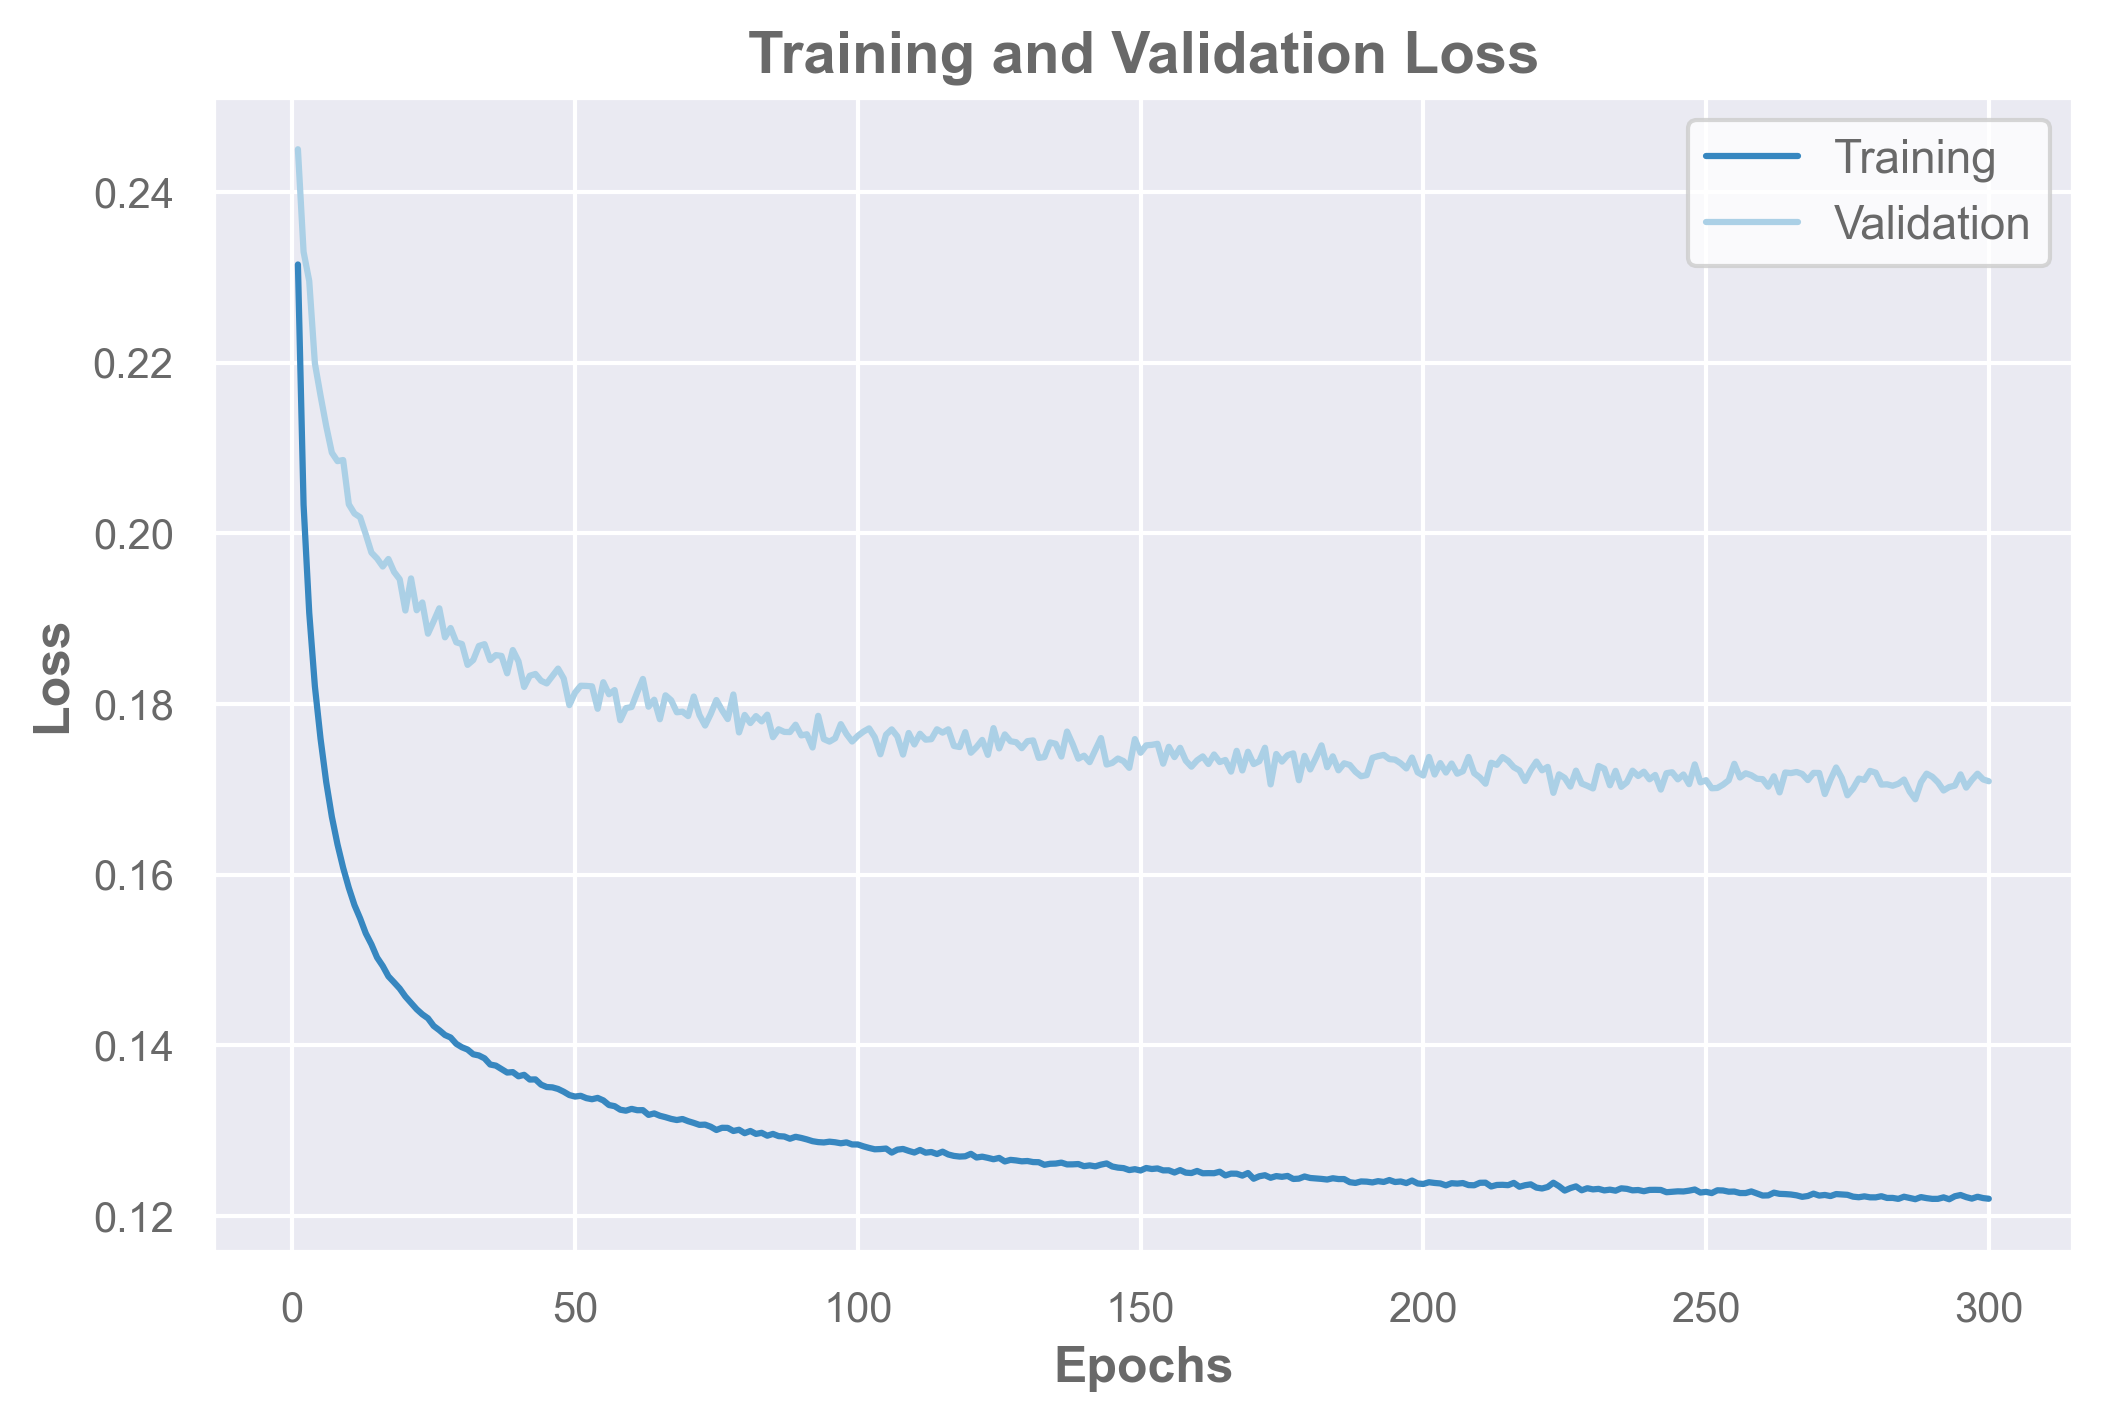 Training and Validation Loss
Training
Validation
0.24
0.22
0.20
0.18
0.16
0.14
0.12
Loss
0 50 100 150 200 250 300
Epochs